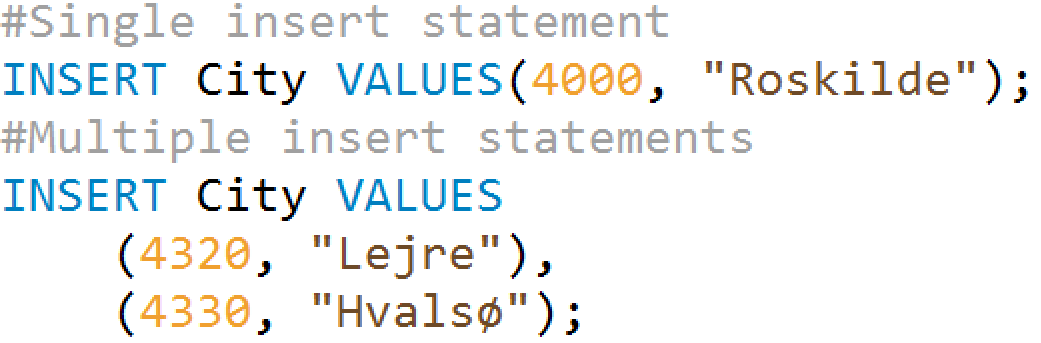 #Single insert statement
INSERT City VALUES(4000, "Roskilde");
#Multiple insert statements
INSERT City VALUES
    (4320, "Lejre"),
    (4330, "Hvalsø");